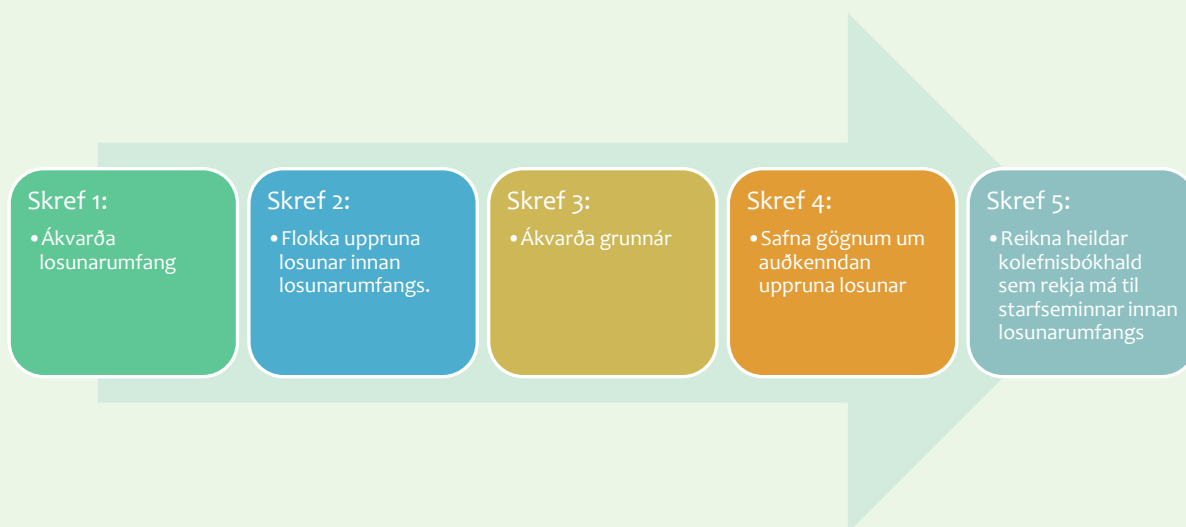 Skref 1:
•Ákvarða
losunarumfang
Skref 2:
•Flokka uppruna
losunar innan
losunarumfangs.
Skref 3:
•Ákvarða grunnár
Skref 4:
•Safna gögnum um
auðkenndan
uppruna losunar
Skref 5:
•Reikna heildar
kolefnisbókhald
sem rekja má til
starfseminnar innan
losunarumfangs